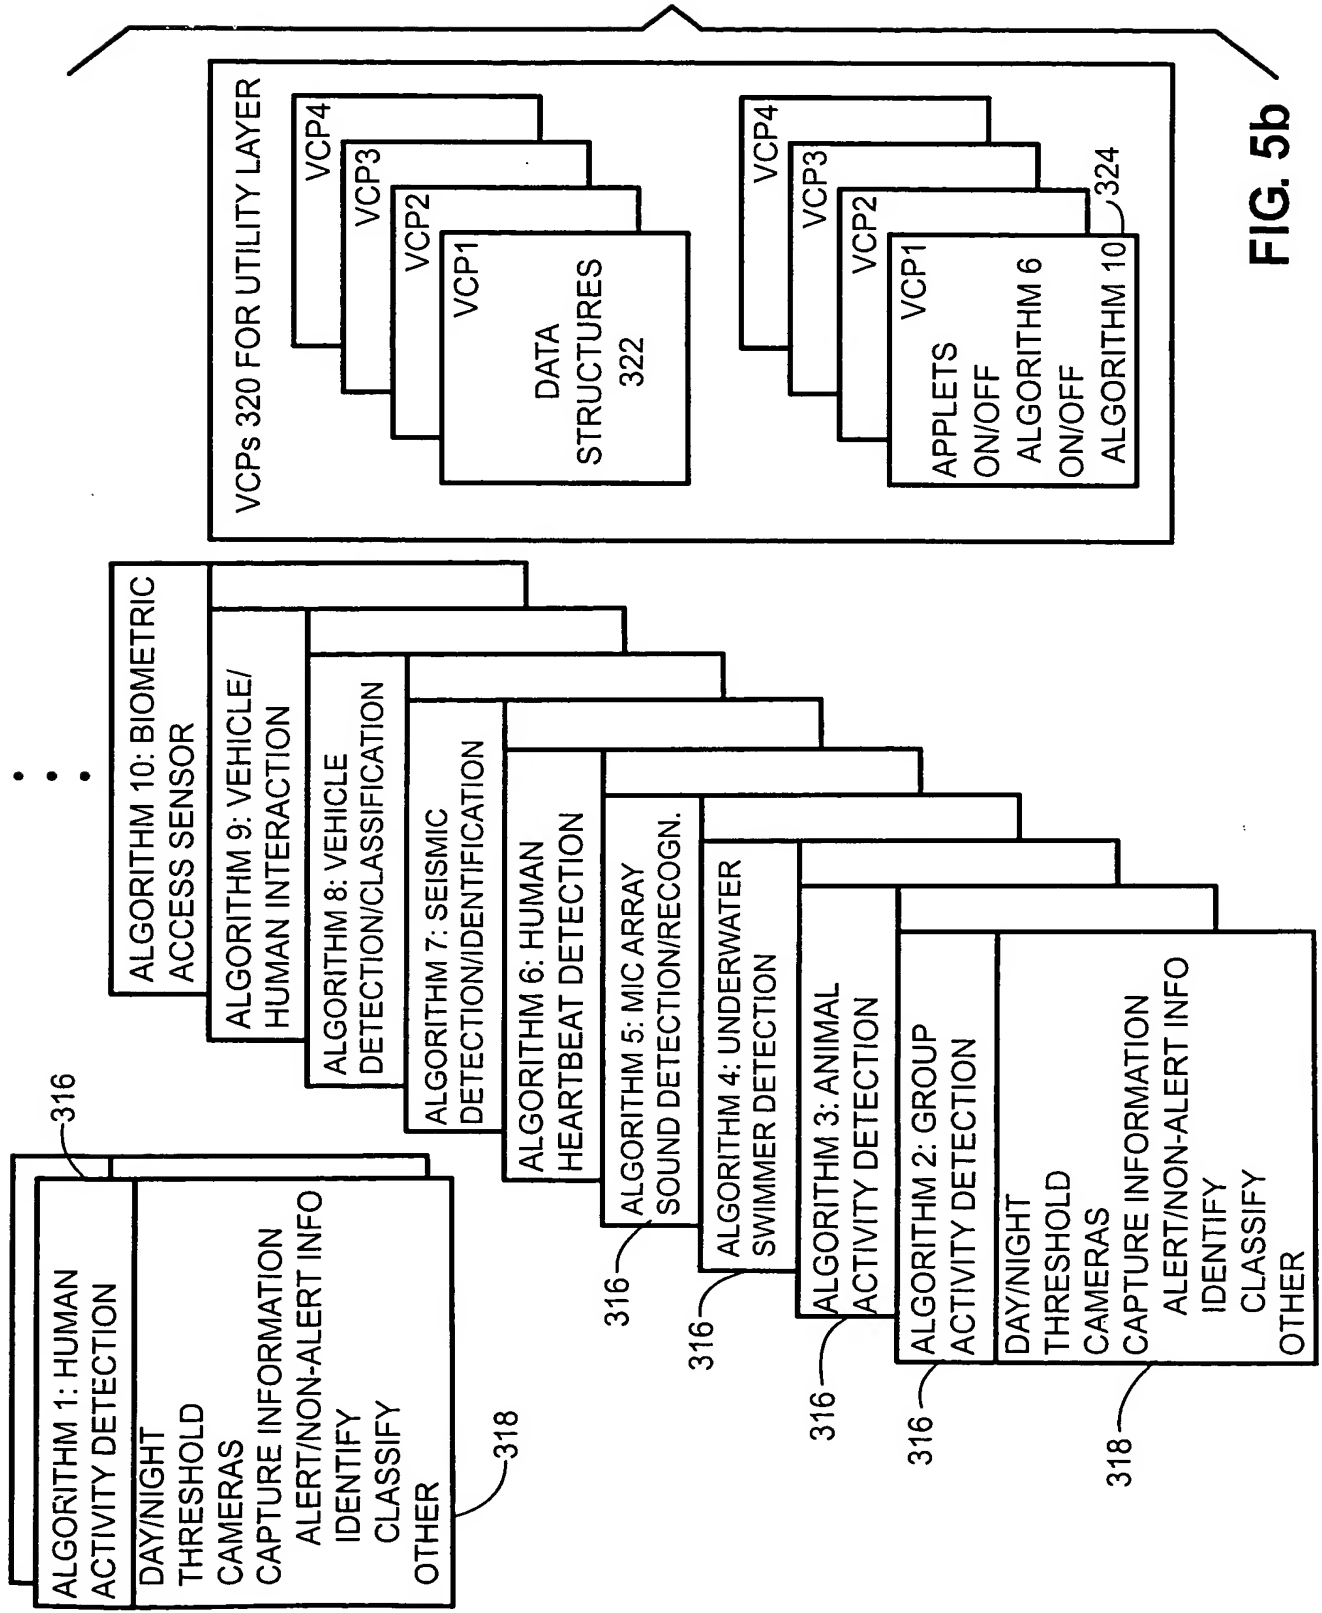 ALGORITHM 1: HUMAN
ACTIVITY DETECTION
316
DAY/NIGHT
THRESHOLD
CAMERAS
CAPTURE INFORMATION
ALERT/NON-ALERT INFO
IDENTIFY
CLASSIFY
OTHER
318
ALGORITHM 10: BIOMETRIC
ACCESS SENSOR
ALGORITHM 9: VEHICLE/
HUMAN INTERACTION
ALGORITHM 8: VEHICLE
DETECTION/CLASSIFICATION
ALGORITHM 7: SEISMIC
DETECTION/IDENTIFICATION
ALGORITHM 6: HUMAN
HEARTBEAT DETECTION
ALGORITHM 5: MIC ARRAY
SOUND DETECTION/RECOGN.
316
ALGORITHM 4: UNDERWATER
SWIMMER DETECTION
316
ALGORITHM 3: ANIMAL
ACTIVITY DETECTION
316
ALGORITHM 2: GROUP
ACTIVITY DETECTION
316
DAY/NIGHT
THRESHOLD
CAMERAS
CAPTURE INFORMATION
ALERT/NON-ALERT INFO
IDENTIFY
CLASSIFY
OTHER
318
VCPs 320 FOR UTILITY LAYER
VCP4
VCP3
VCP2
VCP1
DATA
STRUCTURES
322
VCP4
VCP3
VCP2
VCP1
APPLETS
ON/OFF
ALGORITHM 6
ON/OFF
ALGORITHM 10
324
FIG. 5b